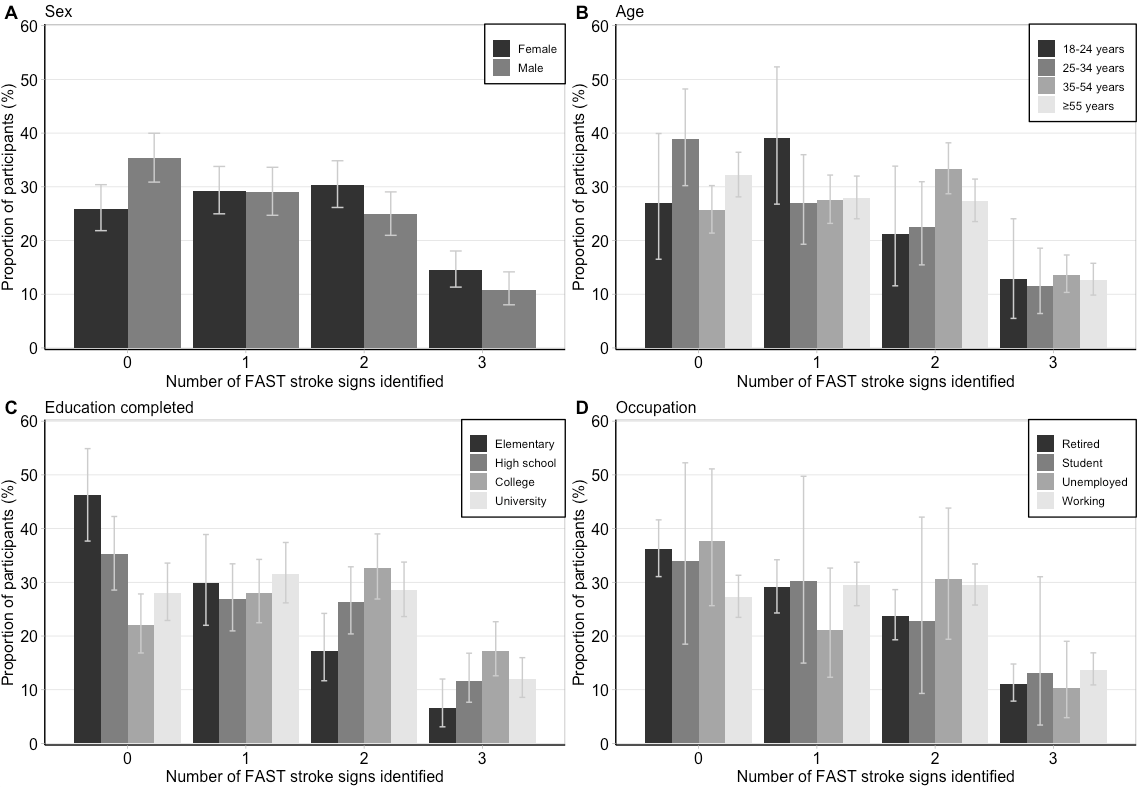 A Sex
60
50
40
30
20
10
0
Proportion of participants (%)
Female
Male
0 1 2 3
Number of FAST stroke signs identified
B Age
60
50
40
30
20
10
0
Proportion of participants (%)
18-24 years
25-34 years
35-54 years
≥55 years
0 1 2 3
Number of FAST stroke signs identified
C Education completed
60
50
40
30
20
10
0
Proportion of participants (%)
Elementary
High school
College
University
0 1 2 3
Number of FAST stroke signs identified
D Occupation
60
50
40
30
20
10
0
Proportion of participants (%)
Retired
Student
Unemployed
Working
0 1 2 3
Number of FAST stroke signs identified